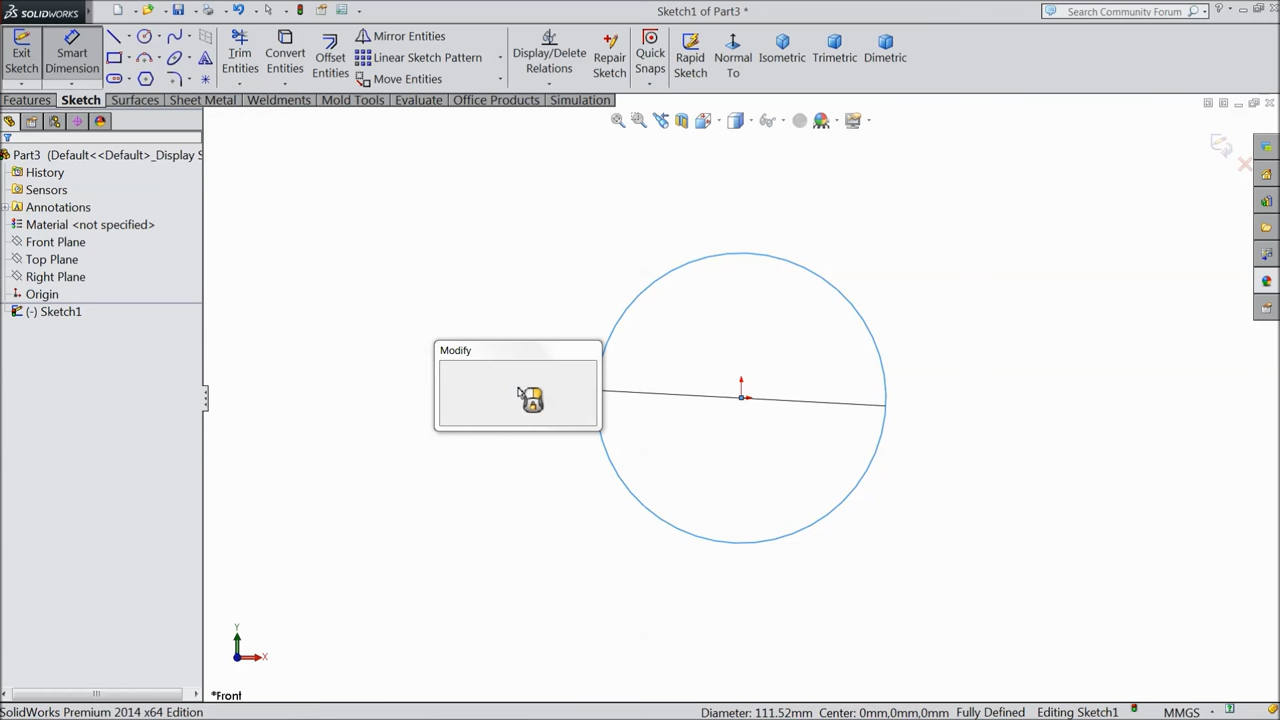 SOLIDWORKS
Sketch1 of Part3 *
Search Community Forum
Exit Sketch
Smart Dimension
Trim Entities
Convert Entities
Offset Entities
Mirror Entities
Linear Sketch Pattern
Move Entities
Display/Delete Relations
Repair Sketch
Quick Snaps
Rapid Sketch
Normal To
Isometric
Trimetric
Dimetric
Features
Sketch
Surfaces
Sheet Metal
Weldments
Mold Tools
Evaluate
Office Products
Simulation
Part3 (Default<<Default>_Display S
History
Sensors
Annotations
Material <not specified>
Front Plane
Top Plane
Right Plane
Origin
(-) Sketch1
Modify
Y
X
*Front
SolidWorks Premium 2014 x64 Edition
Diameter: 111.52mm Center: 0mm,0mm,0mm
Fully Defined
Editing Sketch1
MMGS